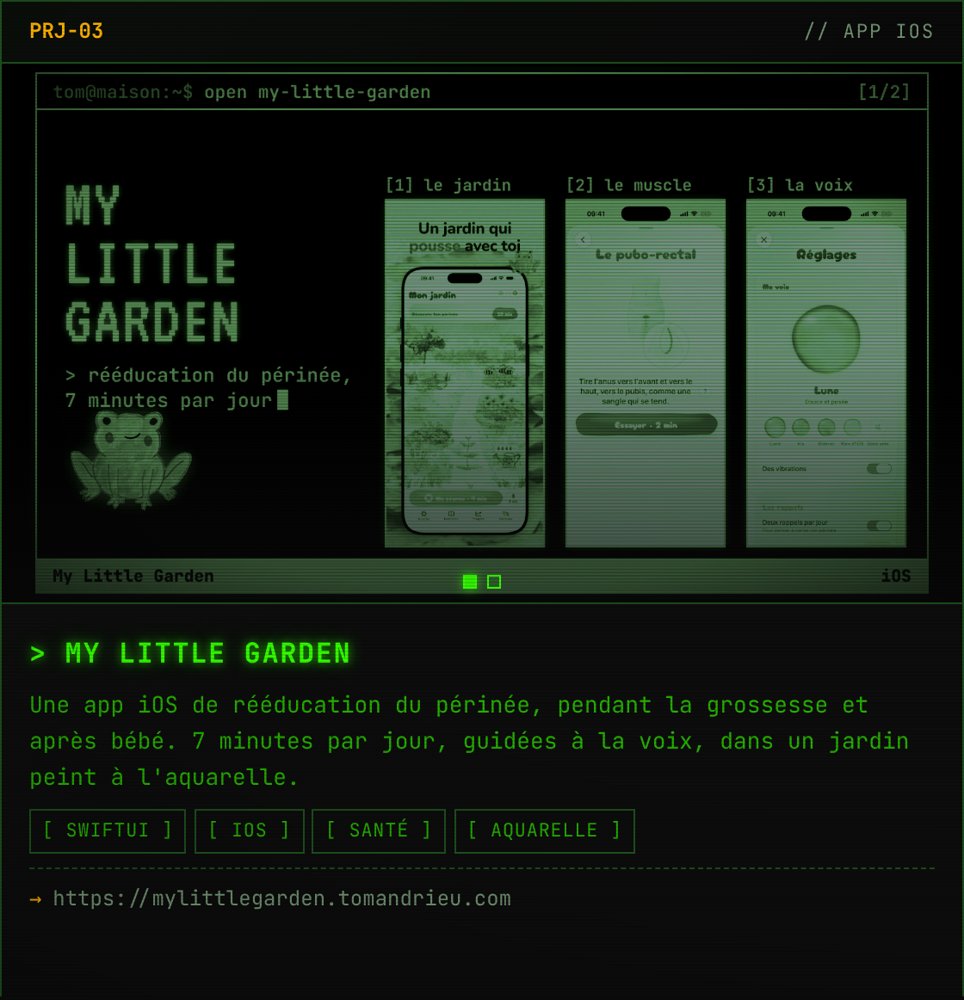 PRJ-03
// APP IOS
tom@maison:~$ open my-little-garden
[1/2]
MY
LITTLE
GARDEN
> rééducation du périnée,
7 minutes par jour
[1] le jardin
Un jardin qui
pousse avec toi
09:41
Mon jardin
[2] le muscle
09:41
Le pubo-rectal
Tire l'anus vers l'avant et vers le
haut, vers le pubis, comme une
sangle qui se tend.
Essayer · 2 min
[3] la voix
09:41
Réglages
Ma voix
Lune
Douce et posée
Des vibrations
Les rappels
Deux rappels par jour
My Little Garden
iOS
> MY LITTLE GARDEN
Une app iOS de rééducation du périnée, pendant la grossesse et
après bébé. 7 minutes par jour, guidées à la voix, dans un jardin
peint à l'aquarelle.
[ SWIFTUI ] [ IOS ] [ SANTÉ ] [ AQUARELLE ]
→ https://mylittlegarden.tomandrieu.com